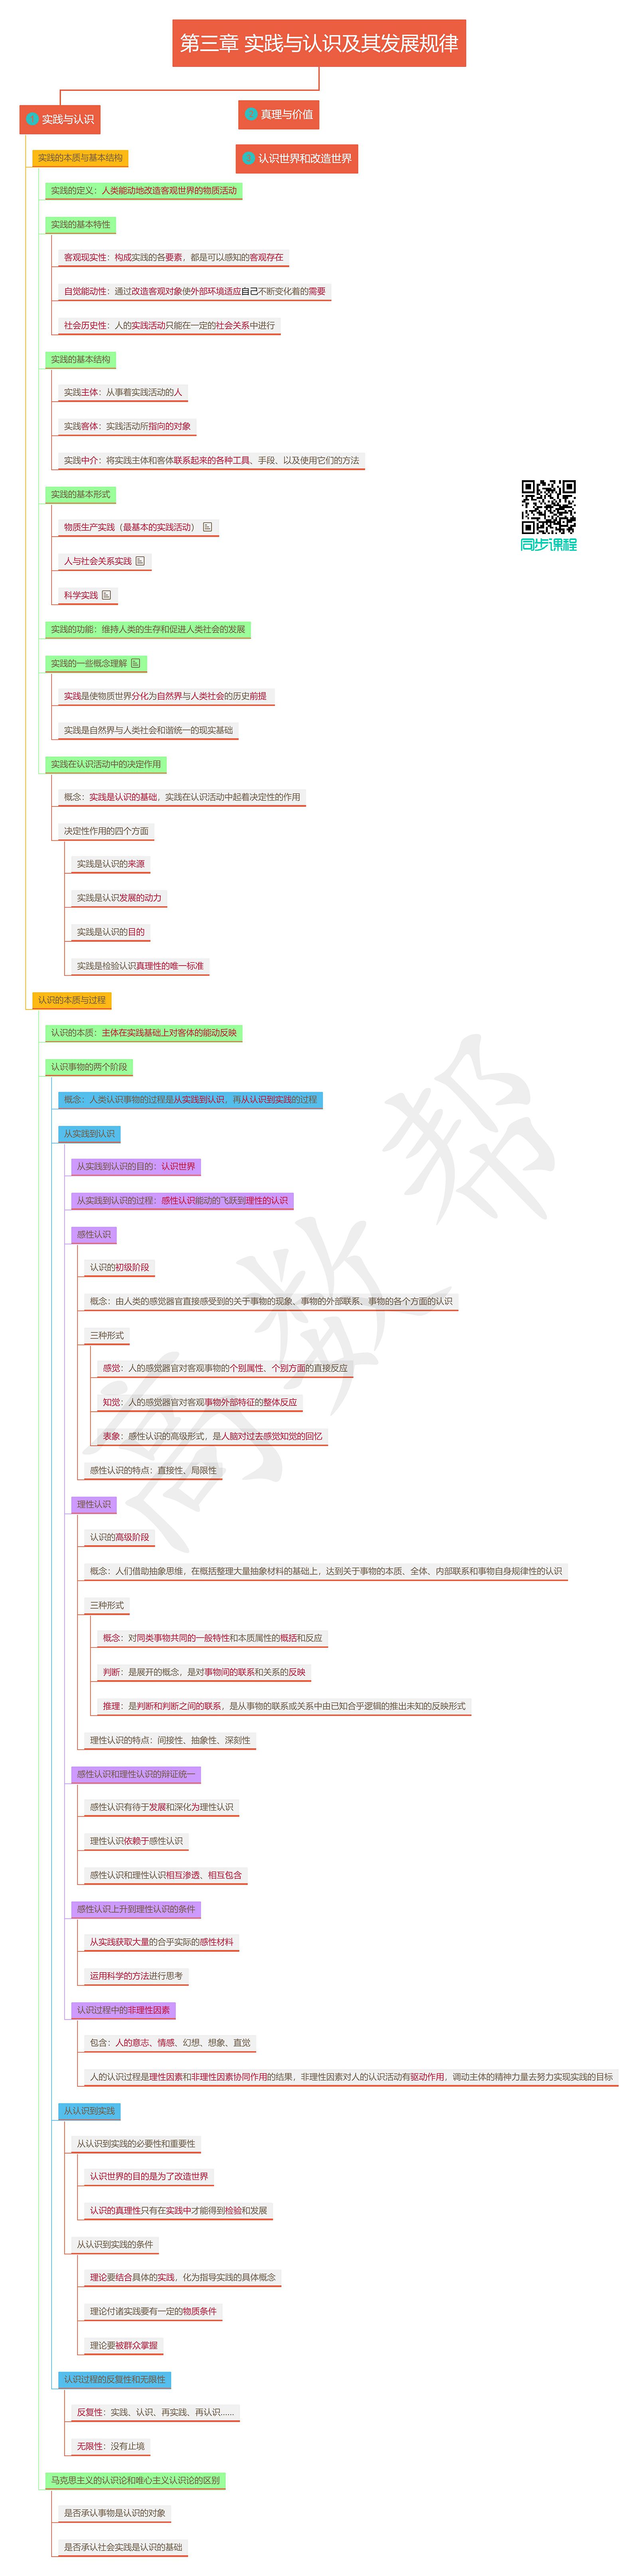 第三章 实践与认识及其发展规律
1 实践与认识
2 真理与价值
3 认识世界和改造世界
实践的本质与基本结构
实践的定义：人类能动地改造客观世界的物质活动
实践的基本特性
客观现实性：构成实践的各要素，都是可以感知的客观存在
自觉能动性：通过改造客观对象使外部环境适应自己不断变化着的需要
社会历史性：人的实践活动只能在一定的社会关系中进行
实践的基本结构
实践主体：从事着实践活动的人
实践客体：实践活动所指向的对象
实践中介：将实践主体和客体联系起来的各种工具、手段、以及使用它们的方法
实践的基本形式
同步课程
物质生产实践（最基本的实践活动）
人与社会关系实践
科学实践
实践的功能：维持人类的生存和促进人类社会的发展
实践的一些概念理解
实践是使物质世界分化为自然界与人类社会的历史前提
实践是自然界与人类社会和谐统一的现实基础
实践在认识活动中的决定作用
概念：实践是认识的基础，实践在认识活动中起着决定性的作用
决定性作用的四个方面
实践是认识的来源
实践是认识发展的动力
实践是认识的目的
实践是检验认识真理性的唯一标准
认识的本质与过程
认识的本质：主体在实践基础上对客体的能动反映
认识事物的两个阶段
概念：人类认识事物的过程是从实践到认识，再从认识到实践的过程
从实践到认识
从实践到认识的目的：认识世界
从实践到认识的过程：感性认识能动的飞跃到理性的认识
感性认识
认识的初级阶段
概念：由人类的感觉器官直接感受到的关于事物的现象、事物的外部联系、事物的各个方面的认识
三种形式
感觉：人的感觉器官对客观事物的个别属性、个别方面的直接反应
知觉：人的感觉器官对客观事物外部特征的整体反应
表象：感性认识的高级形式，是人脑对过去感觉知觉的回忆
感性认识的特点：直接性、局限性
理性认识
认识的高级阶段
概念：人们借助抽象思维，在概括整理大量抽象材料的基础上，达到关于事物的本质、全体、内部联系和事物自身规律性的认识
三种形式
概念：对同类事物共同的一般特性和本质属性的概括和反应
判断：是展开的概念，是对事物间的联系和关系的反映
推理：是判断和判断之间的联系，是从事物的联系或关系中由已知合乎逻辑的推出未知的反映形式
理性认识的特点：间接性、抽象性、深刻性
感性认识和理性认识的辩证统一
感性认识有待于发展和深化为理性认识
理性认识依赖于感性认识
感性认识和理性认识相互渗透、相互包含
感性认识上升到理性认识的条件
从实践获取大量的合乎实际的感性材料
运用科学的方法进行思考
认识过程中的非理性因素
包含：人的意志、情感、幻想、想象、直觉
人的认识过程是理性因素和非理性因素协同作用的结果，非理性因素对人的认识活动有驱动作用，调动主体的精神力量去努力实现实践的目标
从认识到实践
从认识到实践的必要性和重要性
认识世界的目的是为了改造世界
认识的真理性只有在实践中才能得到检验和发展
从认识到实践的条件
理论要结合具体的实践，化为指导实践的具体概念
理论付诸实践要有一定的物质条件
理论要被群众掌握
认识过程的反复性和无限性
反复性：实践、认识、再实践、再认识......
无限性：没有止境
马克思主义的认识论和唯心主义认识论的区别
是否承认事物是认识的对象
是否承认社会实践是认识的基础
高数帮